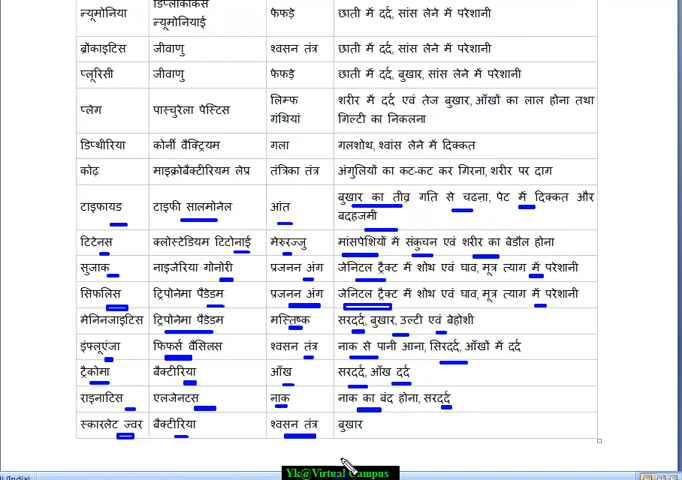 डिप्लोकोकस
न्यूमोनिया न्यूमोनियाई फेफड़े छाती में दर्द, सांस लेने में परेशानी
ब्रोंकाइटिस जीवाणु श्वसन तंत्र छाती में दर्द, सांस लेने में परेशानी
प्लूरिसी जीवाणु फेफड़े छाती में दर्द, बुखार, सांस लेने में परेशानी
प्लेग पास्चुरेला पेस्टिस लिम्फ गंथियां शरीर में दर्द एवं तेज बुखार, आँखों का लाल होना तथा
गिल्टी का निकलना
डिप्थीरिया कोर्नी वैक्ट्रियम गला गलशोथ, श्वांस लेने में दिक्कत
कोढ़ माइक्रोबैक्टीरियम लेप्र तंत्रिका तंत्र अंगुलियों का कट-कट कर गिरना, शरीर पर दाग
टाइफायड टाइफी सालमोनेल आंत बुखार का तीव्र गति से चढना, पेट में दिक्कत और
बदहजमी
टिटेनस क्लोस्टेडियम टिटोनाई मेरुरज्जु मांसपेशियों में संकुचन एवं शरीर का बेडौल होना
सुजाक नाइजेरिया गोनोरी प्रजनन अंग जेनिटल ट्रैक्ट में शोथ एवं घाव, मूत्र त्याग में परेशानी
सिफलिस ट्रिपोनेमा पैडेडम प्रजनन अंग जेनिटल ट्रैक्ट में शोथ एवं घाव, मूत्र त्याग में परेशानी
मेनिनजाइटिस ट्रिपोनेमा पैडेडम मस्तिष्क सरदर्द, बुखार, उल्टी एवं बेहोशी
इंफ्लूएंजा फिफर्स वैसिलस श्वसन तंत्र नाक से पानी आना, सिरदर्द, आँखों में दर्द
ट्रैकोमा बैक्टीरिया आँख सरदर्द, आँख दर्द
राइनाटिस एलजेनटस नाक नाक का बंद होना, सरदर्द
स्कारलेट ज्वर बैक्टीरिया श्वसन तंत्र बुखार
Yk@Virtual Campus